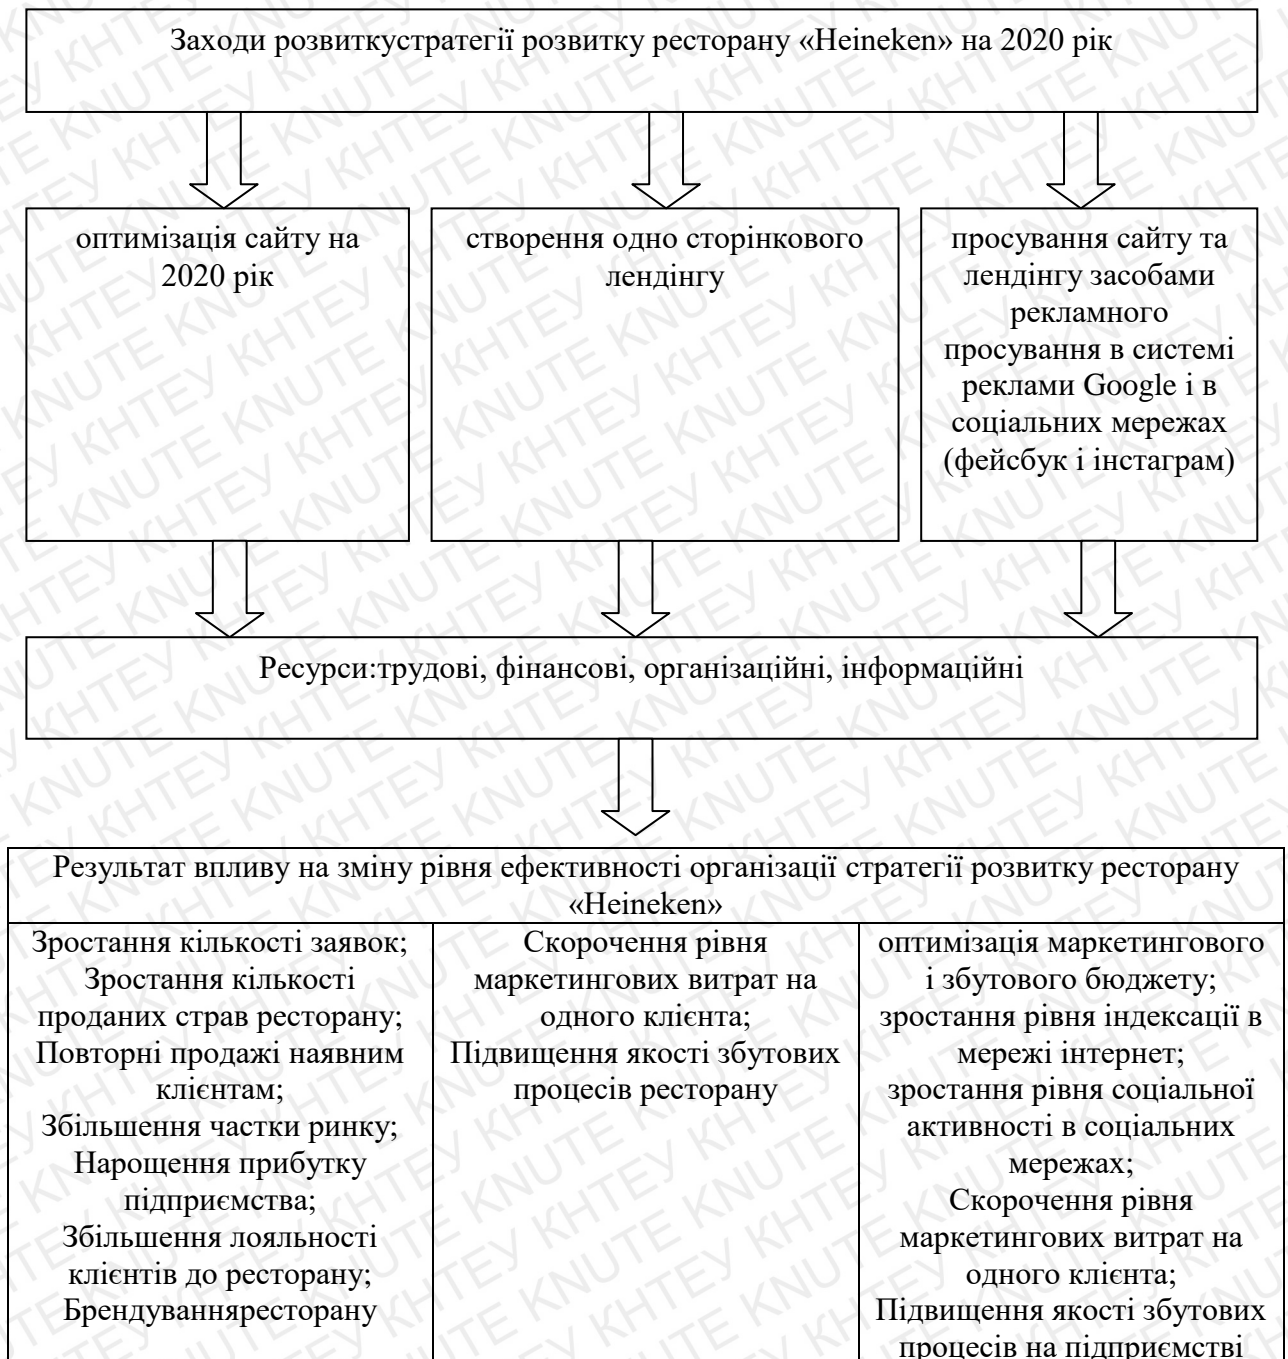 Заходи розвиткустратегії розвитку ресторану «Heineken» на 2020 рік
оптимізація сайту на
2020 рік
створення одно сторінкового
лендінгу
просування сайту та
лендінгу засобами
рекламного
просування в системі
реклами Google і в
соціальних мережах
(фейсбук і інстаграм)
Ресурси:трудові, фінансові, організаційні, інформаційні
Результат впливу на зміну рівня ефективності організації стратегії розвитку ресторану
«Heineken»
Зростання кількості заявок;
Зростання кількості
проданих страв ресторану;
Повторні продажі наявним
клієнтам;
Збільшення частки ринку;
Нарощення прибутку
підприємства;
Збільшення лояльності
клієнтів до ресторану;
Брендуванняресторану
Скорочення рівня
маркетингових витрат на
одного клієнта;
Підвищення якості збутових
процесів ресторану
оптимізація маркетингового
і збутового бюджету;
зростання рівня індексації в
мережі інтернет;
зростання рівня соціальної
активності в соціальних
мережах;
Скорочення рівня
маркетингових витрат на
одного клієнта;
Підвищення якості збутових
процесів на підприємстві